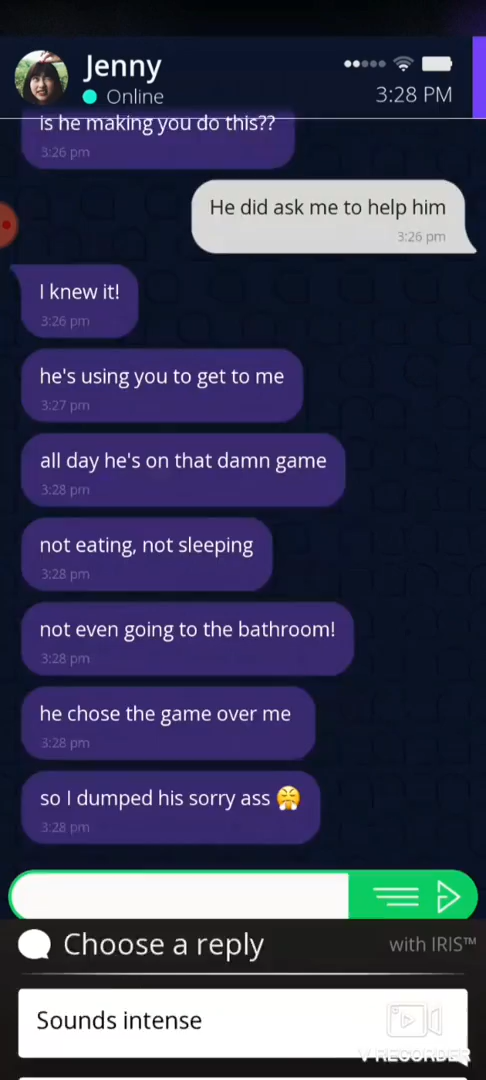 Jenny
Online
3:28 PM
Is he making you do this??
3:26 pm
He did ask me to help him
3:26 pm
I knew it!
3:26 pm
he's using you to get to me
3:27 pm
all day he's on that damn game
3:28 pm
not eating, not sleeping
3:28 pm
not even going to the bathroom!
3:28 pm
he chose the game over me
3:28 pm
so I dumped his sorry ass 😤
3:28 pm
Choose a reply
with IRIS™
Sounds intense
V RECORDER